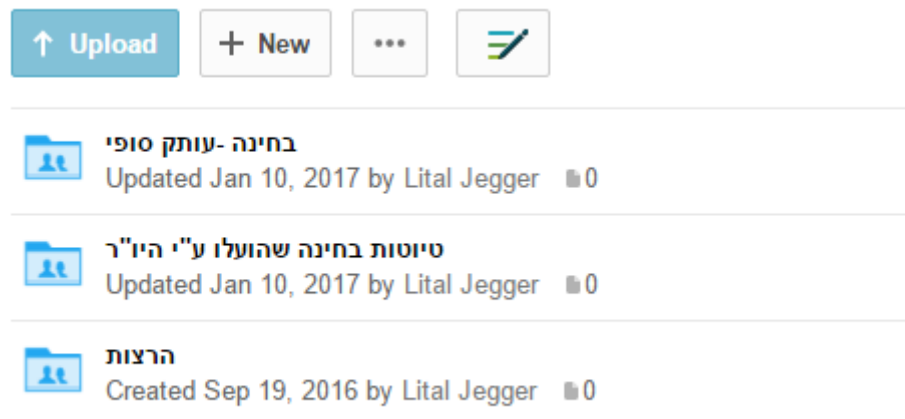 Upload
New
בחינה -עותק סופי
Updated Jan 10, 2017 by Lital Jegger 0
טיוטות בחינה שהועלו ע"י היו"ר
Updated Jan 10, 2017 by Lital Jegger 0
הרצות
Created Sep 19, 2016 by Lital Jegger 0